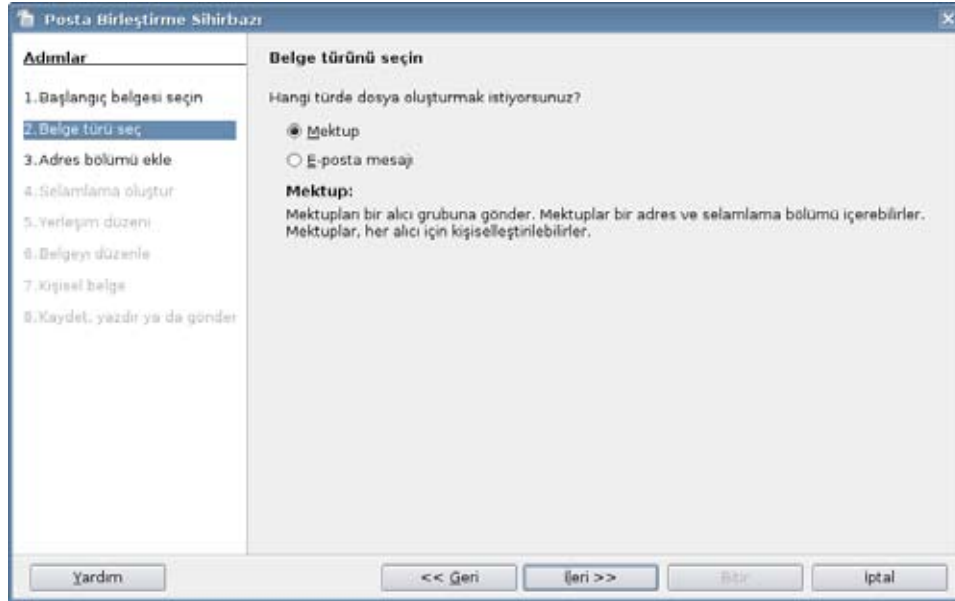 Posta Birleştirme Sihirbazı
Adımlar
1.Başlangıç belgesi seçin
2.Belge türü seç
3.Adres bölümü ekle
4.Selamlama oluştur
5.Yerleşim düzeni
6.Belgeyi düzenle
7.Kişisel belge
8.Kaydet, yazdır ya da gönder
Belge türünü seçin
Hangi türde dosya oluşturmak istiyorsunuz?
Mektup
E-posta mesajı
Mektup:
Mektupları bir alıcı grubuna gönder. Mektuplar bir adres ve selamlama bölümü içerebilirler.
Mektuplar, her alıcı için kişiselleştirilebilirler.
Yardım
<< Geri
İleri >>
Bitir
İptal